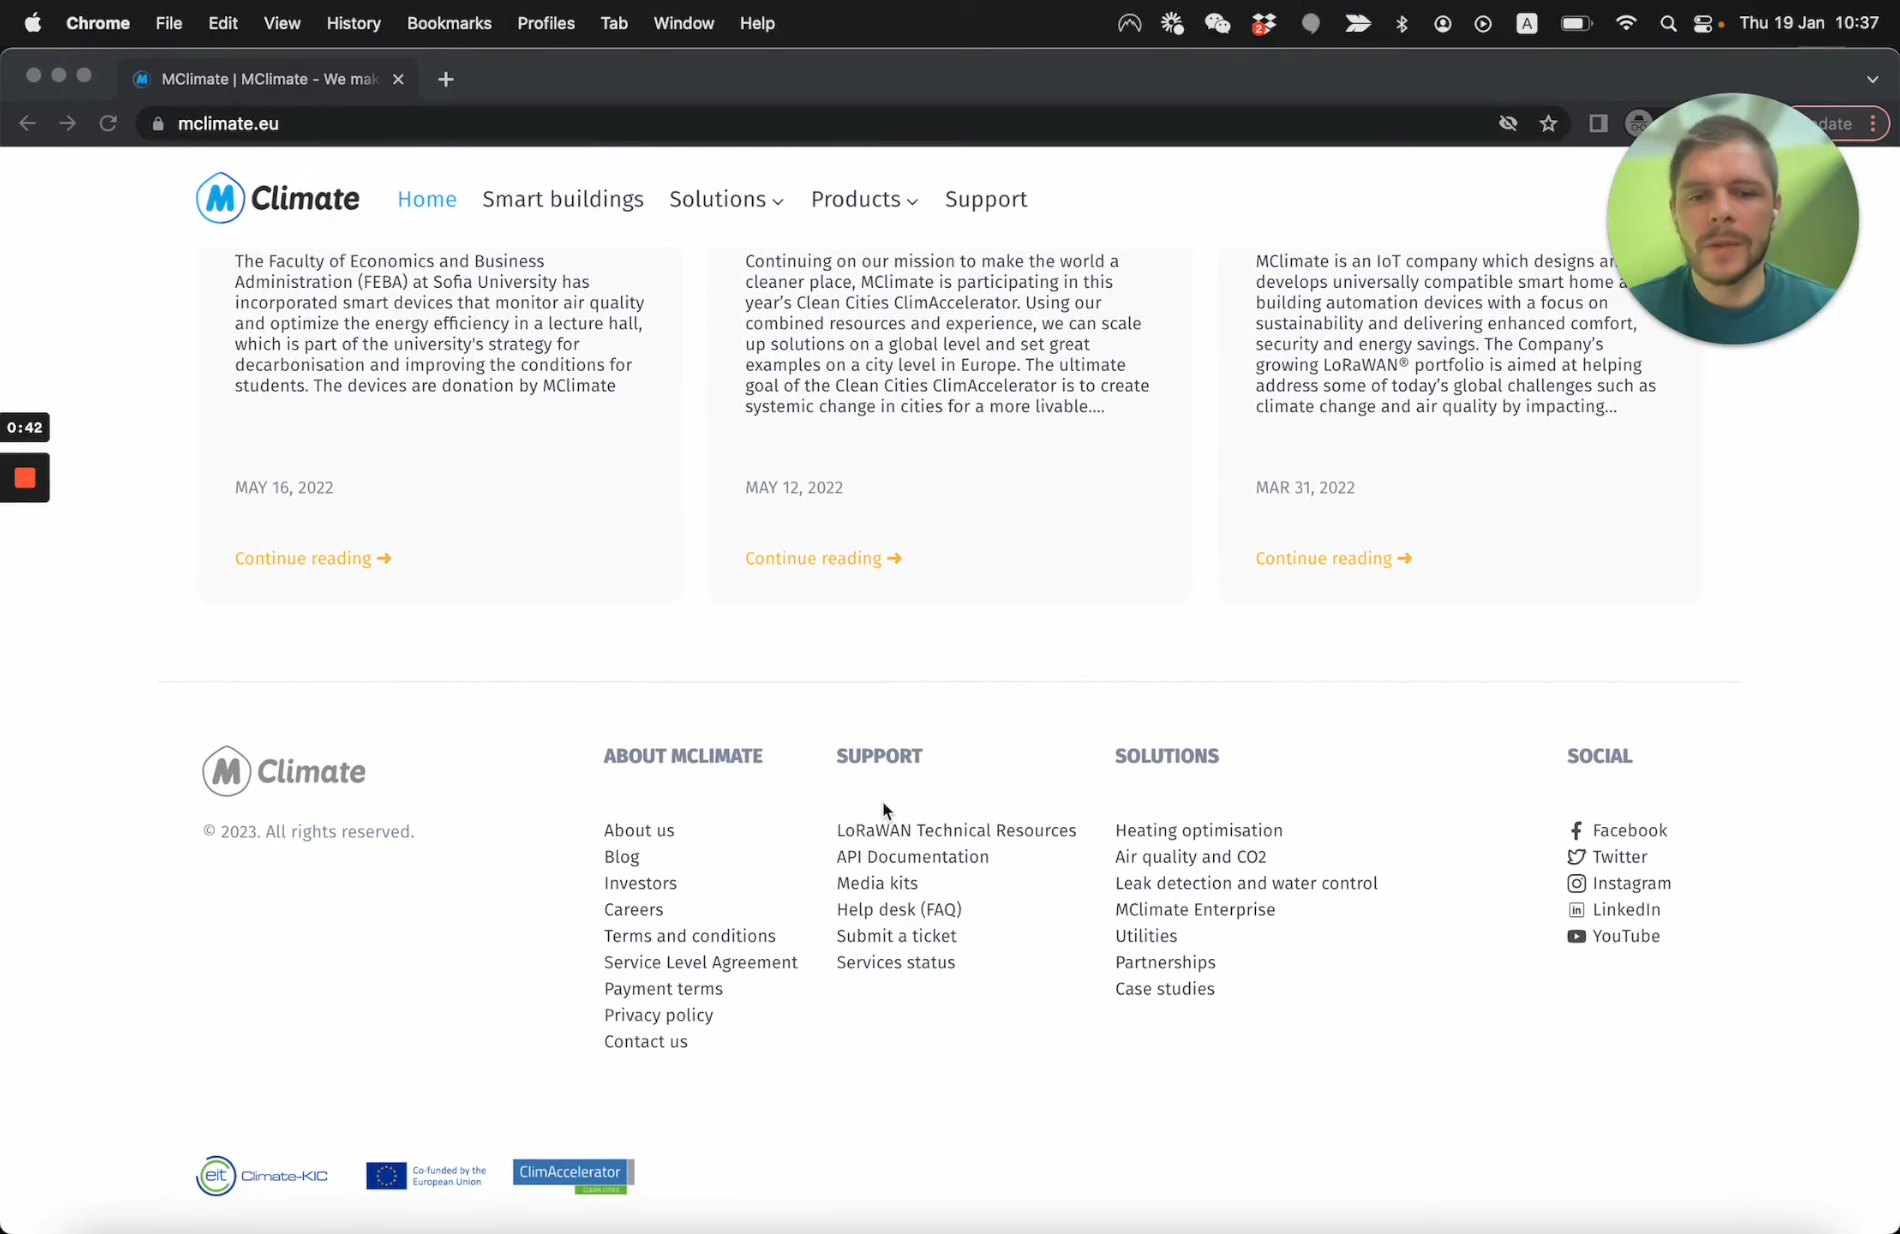 Chrome File Edit View History Bookmarks Profiles Tab Window Help 2 A Thu 19 Jan 10:37
MClimate | MClimate - We mak
mclimate.eu
date
M Climate Home Smart buildings Solutions Products Support
The Faculty of Economics and Business
Administration (FEBA) at Sofia University has
incorporated smart devices that monitor air quality
and optimize the energy efficiency in a lecture hall,
which is part of the university's strategy for
decarbonisation and improving the conditions for
students. The devices are donation by MClimate
MAY 16, 2022
Continue reading ➜
Continuing on our mission to make the world a
cleaner place, MClimate is participating in this
year's Clean Cities ClimAccelerator. Using our
combined resources and experience, we can scale
up solutions on a global level and set great
examples on a city level in Europe. The ultimate
goal of the Clean Cities ClimAccelerator is to create
systemic change in cities for a more livable....
MAY 12, 2022
Continue reading ➜
MClimate is an IoT company which designs an
develops universally compatible smart home a
building automation devices with a focus on
sustainability and delivering enhanced comfort,
security and energy savings. The Company's
growing LoRaWAN® portfolio is aimed at helping
address some of today's global challenges such as
climate change and air quality by impacting...
MAR 31, 2022
Continue reading ➜
0:42
M Climate
© 2023. All rights reserved.
ABOUT MCLIMATE
About us
Blog
Investors
Careers
Terms and conditions
Service Level Agreement
Payment terms
Privacy policy
Contact us
SUPPORT
LoRaWAN Technical Resources
API Documentation
Media kits
Help desk (FAQ)
Submit a ticket
Services status
SOLUTIONS
Heating optimisation
Air quality and CO2
Leak detection and water control
MClimate Enterprise
Utilities
Partnerships
Case studies
SOCIAL
Facebook
Twitter
Instagram
LinkedIn
YouTube
eit Climate-KIC
Co-funded by the
European Union
ClimAccelerator
CLEAN CITIES